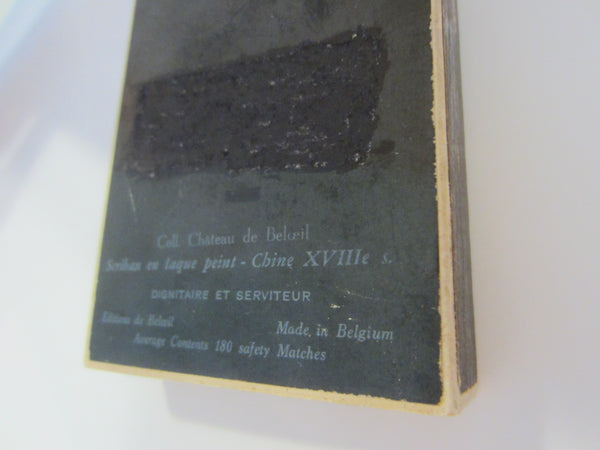 Coll. Château de Belœil
Scriban en laque peint - Chine XVIIIe s.
DIGNITAIRE ET SERVITEUR
Editions de Belœil
Made in Belgium
Average Contents 180 safety Matches